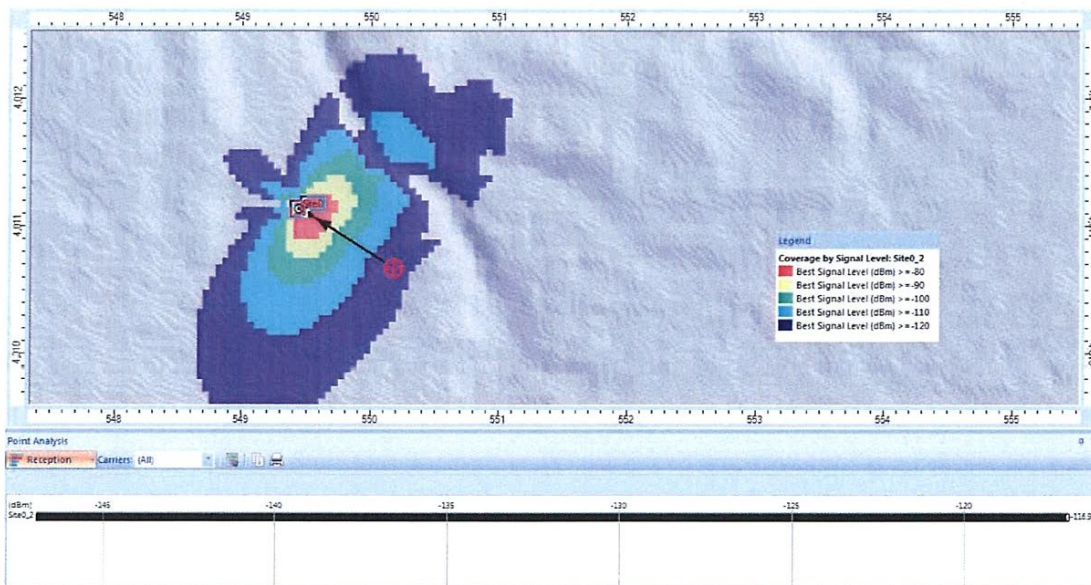 548 549 550 551 552 553 554 555
4,012
4,011
4,010
Site0
Legend
Coverage by Signal Level: Site0_2
Best Signal Level (dBm) >=-80
Best Signal Level (dBm) >=-90
Best Signal Level (dBm) >=-100
Best Signal Level (dBm) >=-110
Best Signal Level (dBm) >=-120
548 549 550 551 552 553 554 555
Point Analysis
Reception Carriers: (All)
(dBm) -145 -140 -135 -130 -125 -120
Site0_2